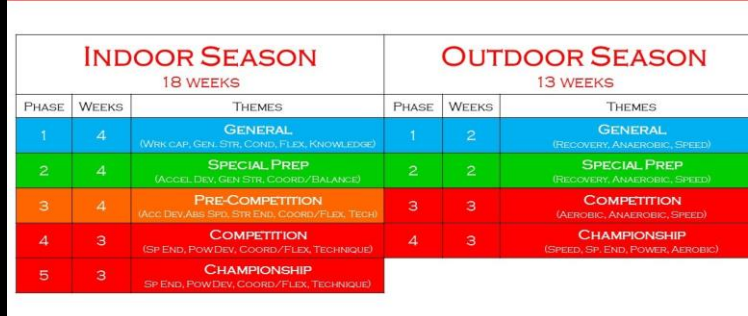 INDOOR SEASON
18 WEEKS
OUTDOOR SEASON
13 WEEKS
PHASE WEEKS THEMES
PHASE WEEKS THEMES
1 4 GENERAL
(WRK CAP, GEN. STR, COND, FLEX, KNOWLEDGE)
1 2 GENERAL
(RECOVERY, ANAEROBIC, SPEED)
2 4 SPECIAL PREP
(ACCEL DEV, GEN STR, COORD/BALANCE)
2 2 SPECIAL PREP
(RECOVERY, ANAEROBIC, SPEED)
3 4 PRE-COMPETITION
(ACC DEV,ABS SPD, STR END, COORD/FLEX, TECH)
3 3 COMPETITION
(AEROBIC, ANAEROBIC, SPEED)
4 3 COMPETITION
(SP END, POW DEV, COORD/FLEX, TECHNIQUE)
4 3 CHAMPIONSHIP
(SPEED, SP. END, POWER, AEROBIC)
5 3 CHAMPIONSHIP
SP END, POW DEV, COORD/FLEX, TECHNIQUE)